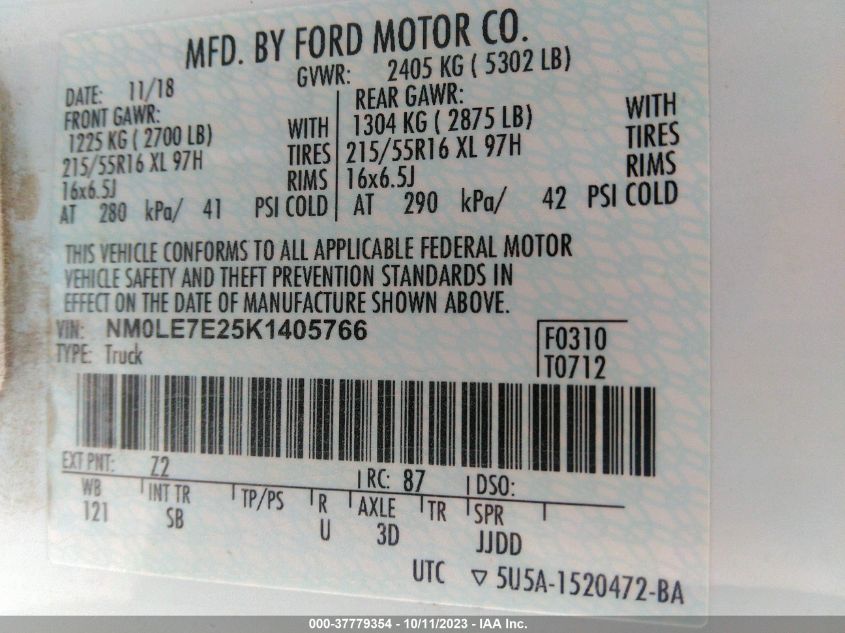 MFD. BY FORD MOTOR CO.
DATE: 11/18 GVWR: 2405 KG ( 5302 LB)
FRONT GAWR: REAR GAWR:
1225 KG ( 2700 LB) WITH 1304 KG ( 2875 LB) WITH
215/55R16 XL 97H TIRES 215/55R16 XL 97H TIRES
16x6.5J RIMS 16x6.5J RIMS
AT 280 kPa/ 41 PSI COLD AT 290 kPa/ 42 PSI COLD
THIS VEHICLE CONFORMS TO ALL APPLICABLE FEDERAL MOTOR
VEHICLE SAFETY AND THEFT PREVENTION STANDARDS IN
EFFECT ON THE DATE OF MANUFACTURE SHOWN ABOVE.
VIN: NM0LE7E25K1405766
TYPE: Truck
F0310
T0712
EXT PNT: Z2 RC: 87 DSO:
WB INT TR TP/PS R AXLE TR SPR
121 SB U 3D JJDD
UTC ▽ 5U5A-1520472-BA
000-37779354 - 10/11/2023 - IAA Inc.